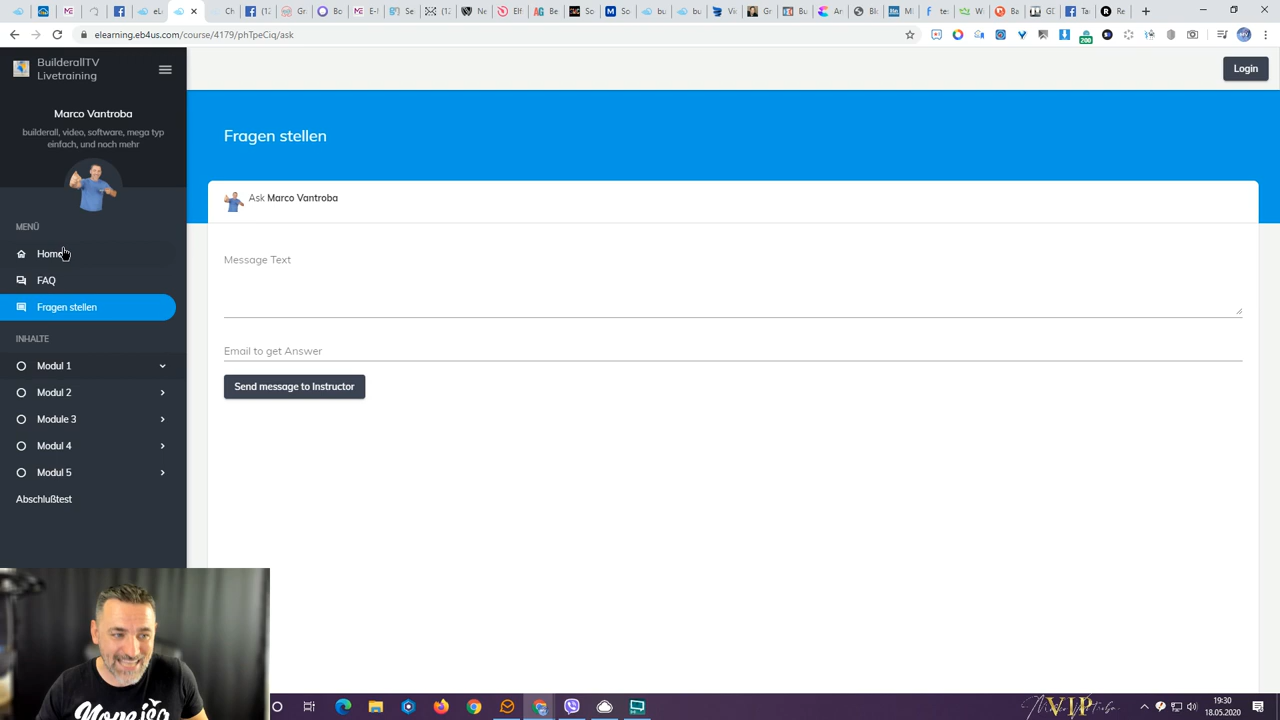 elearning.eb4us.com/course/4179/phTpeCiq/ask
200
MV
BuilderallTV
Livetraining
Login
Marco Vantroba
builderall, video, software, mega typ
einfach, und noch mehr
Fragen stellen
Ask Marco Vantroba
MENÜ
Home
FAQ
Fragen stellen
Message Text
INHALTE
Email to get Answer
Modul 1
Send message to Instructor
Modul 2
Module 3
Modul 4
Modul 5
Abschlußtest
VIP
19:30
18.05.2020